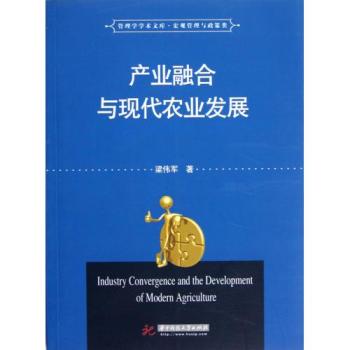 管理学学术文库·宏观管理与政策类
产业融合
与现代农业发展
梁伟军 著
Industry Convergence and the Development
of Modern Agriculture
华中科技大学出版社
http://www.hustp.com